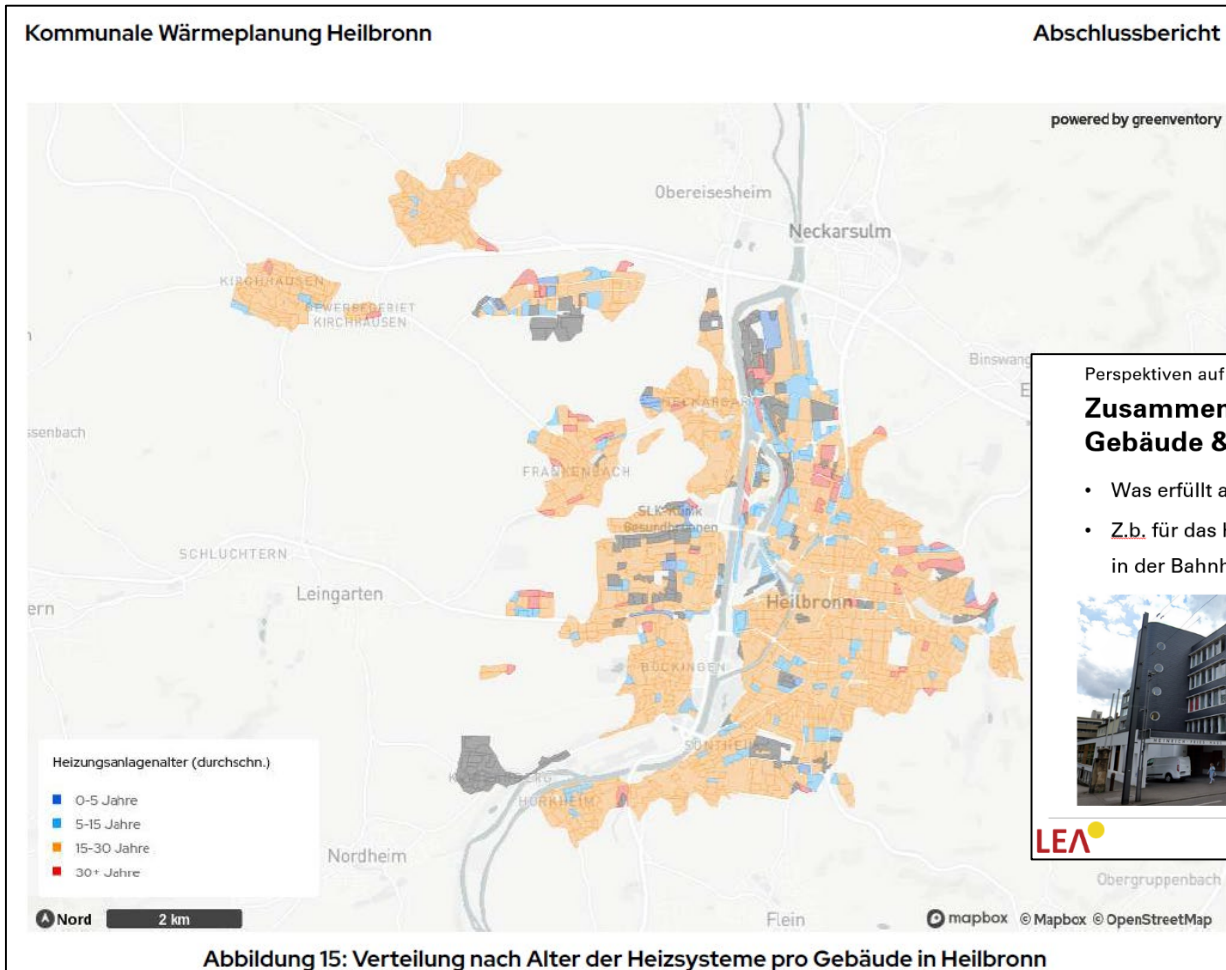 Kommunale Wärmeplanung Heilbronn
Abschlussbericht
powered by greenventory
Obereisesheim
Neckarsulm
KIRCHHAUSEN
GEWERBEGEBIET
KIRCHHAUSEN
Binswang
Perspektiven auf
Zusammen
Gebäude &
• Was erfüllt a
• Z.b. für das
in der Bahnh
ssenbach
FRANKENBACH
SLK-Klinik
Gesundbrunnen
SCHLUCHTERN
Leingarten
ern
Heilbronn
BÖCKINGEN
SONTHEIM
HORKHEIM
Heizungsanlagenalter (durchschn.)
0-5 Jahre
5-15 Jahre
15-30 Jahre
30+ Jahre
Nordheim
LEA
Obergruppenbach
Nord
2 km
Flein
mapbox © Mapbox © OpenStreetMap
Abbildung 15: Verteilung nach Alter der Heizsysteme pro Gebäude in Heilbronn